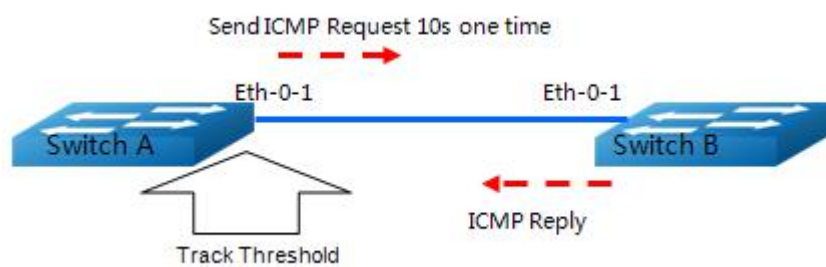 Send ICMP Request 10s one time
Eth-0-1 Eth-0-1
Switch A Switch B
ICMP Reply
Track Threshold